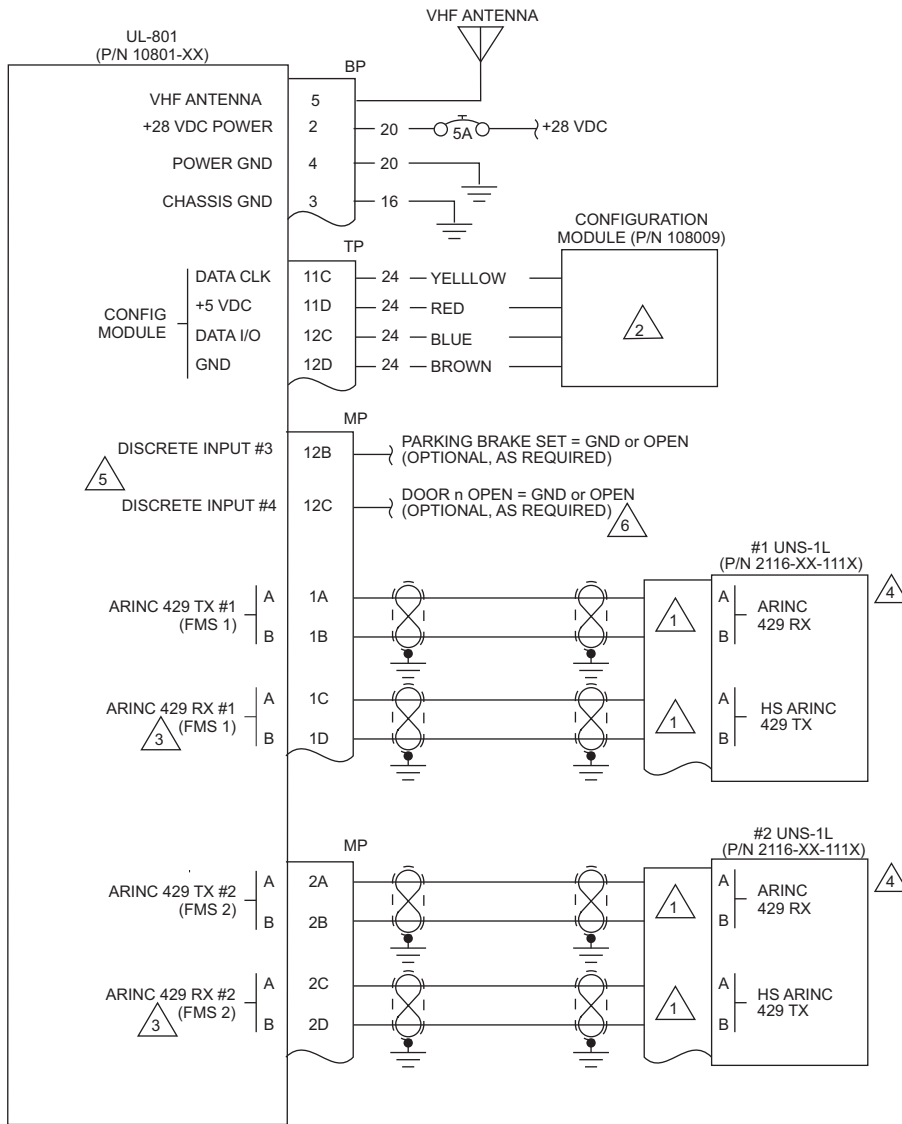 VHF ANTENNA
UL-801
(P/N 10801-XX)
BP
VHF ANTENNA 5
+28 VDC POWER 2 20 5A +28 VDC
POWER GND 4 20
CHASSIS GND 3 16
CONFIGURATION
MODULE (P/N 108009)
TP
CONFIG
MODULE
DATA CLK 11C 24 YELLLOW
+5 VDC 11D 24 RED
DATA I/O 12C 24 BLUE
GND 12D 24 BROWN
2
MP
DISCRETE INPUT #3 12B PARKING BRAKE SET = GND or OPEN
(OPTIONAL, AS REQUIRED)
5
DISCRETE INPUT #4 12C DOOR n OPEN = GND or OPEN
(OPTIONAL, AS REQUIRED)
6
#1 UNS-1L
(P/N 2116-XX-111X)
4
ARINC 429 TX #1
(FMS 1)
A 1A 1 A
B 1B B
ARINC
429 RX
ARINC 429 RX #1
(FMS 1)
3
A 1C 1 A
B 1D B
HS ARINC
429 TX
#2 UNS-1L
(P/N 2116-XX-111X)
MP
4
ARINC 429 TX #2
(FMS 2)
A 2A 1 A
B 2B B
ARINC
429 RX
ARINC 429 RX #2
(FMS 2)
3
A 2C 1 A
B 2D B
HS ARINC
429 TX